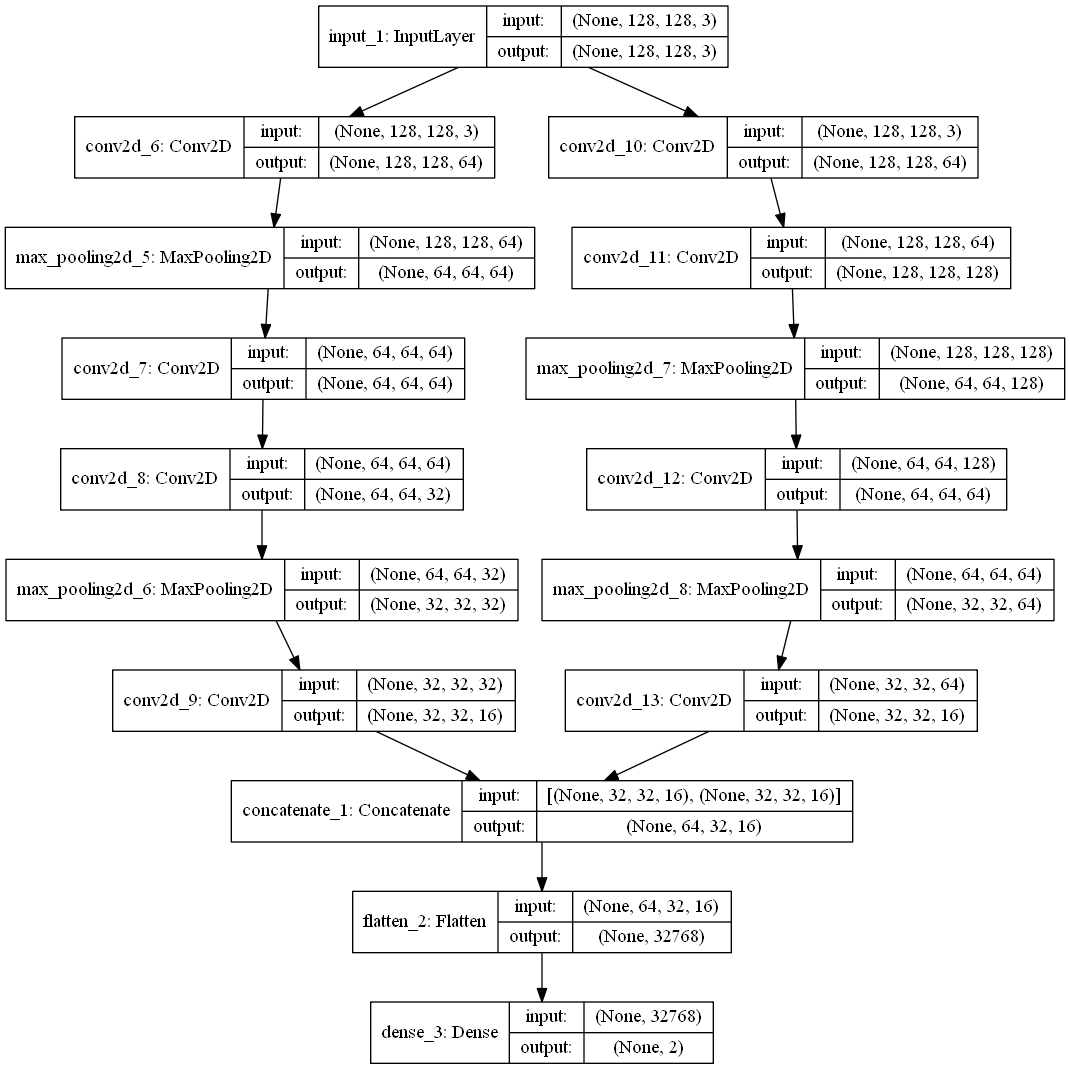 input_1: InputLayer
input: (None, 128, 128, 3)
output: (None, 128, 128, 3)
conv2d_6: Conv2D
input: (None, 128, 128, 3)
output: (None, 128, 128, 64)
conv2d_10: Conv2D
input: (None, 128, 128, 3)
output: (None, 128, 128, 64)
max_pooling2d_5: MaxPooling2D
input: (None, 128, 128, 64)
output: (None, 64, 64, 64)
conv2d_11: Conv2D
input: (None, 128, 128, 64)
output: (None, 128, 128, 128)
conv2d_7: Conv2D
input: (None, 64, 64, 64)
output: (None, 64, 64, 64)
max_pooling2d_7: MaxPooling2D
input: (None, 128, 128, 128)
output: (None, 64, 64, 128)
conv2d_8: Conv2D
input: (None, 64, 64, 64)
output: (None, 64, 64, 32)
conv2d_12: Conv2D
input: (None, 64, 64, 128)
output: (None, 64, 64, 64)
max_pooling2d_6: MaxPooling2D
input: (None, 64, 64, 32)
output: (None, 32, 32, 32)
max_pooling2d_8: MaxPooling2D
input: (None, 64, 64, 64)
output: (None, 32, 32, 64)
conv2d_9: Conv2D
input: (None, 32, 32, 32)
output: (None, 32, 32, 16)
conv2d_13: Conv2D
input: (None, 32, 32, 64)
output: (None, 32, 32, 16)
concatenate_1: Concatenate
input: [(None, 32, 32, 16), (None, 32, 32, 16)]
output: (None, 64, 32, 16)
flatten_2: Flatten
input: (None, 64, 32, 16)
output: (None, 32768)
dense_3: Dense
input: (None, 32768)
output: (None, 2)